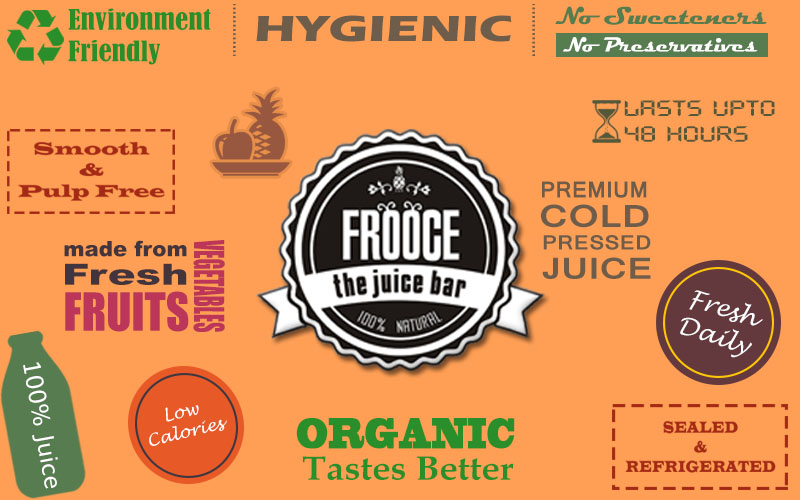 Environment
Friendly
HYGIENIC
No Sweeteners
No Preservatives
LASTS UPTO
48 HOURS
Smooth
&
Pulp Free
FROOCE
the juice bar
100% NATURAL
PREMIUM
COLD
PRESSED
JUICE
made from
Fresh
FRUITS
VEGETABLES
Fresh
Daily
100% Juice
Low
Calories
ORGANIC
Tastes Better
SEALED
&
REFRIGERATED